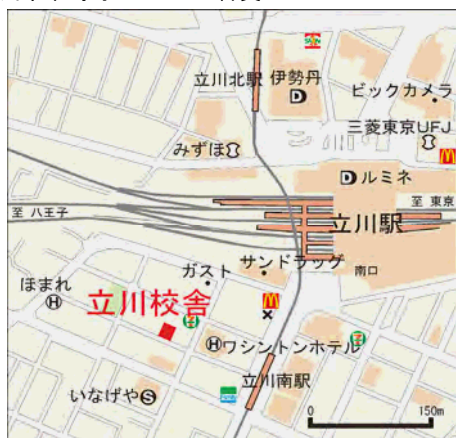 立川北駅
伊勢丹
D
ビックカメラ
三菱東京UFJ
みずほ
D
ルミネ
至 八王子
至 東京
立川駅
南口
ガスト
サンドラッグ
ほまれ
H
立川校舎
H
ワシントンホテル
いなげや
S
立川南駅
0
150m